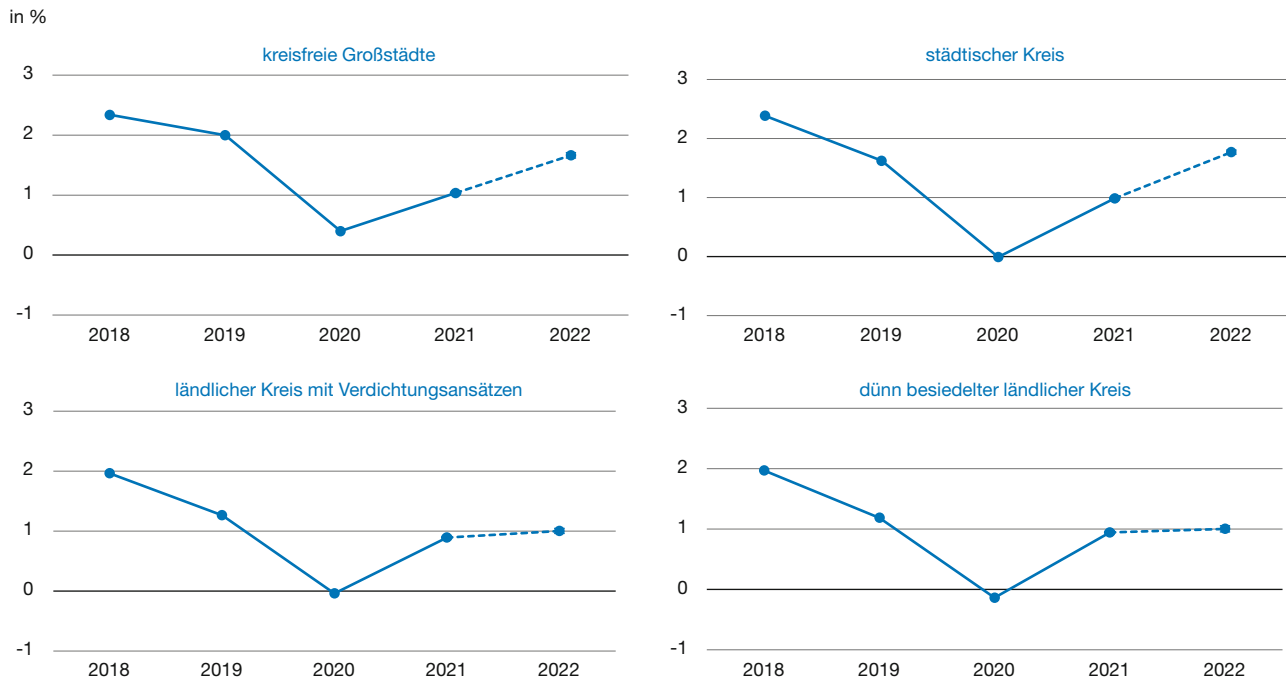 in %
kreisfreie Großstädte
3
2
1
0
-1
2018 2019 2020 2021 2022
städtischer Kreis
3
2
1
0
-1
2018 2019 2020 2021 2022
ländlicher Kreis mit Verdichtungsansätzen
3
2
1
0
-1
2018 2019 2020 2021 2022
dünn besiedelter ländlicher Kreis
3
2
1
0
-1
2018 2019 2020 2021 2022